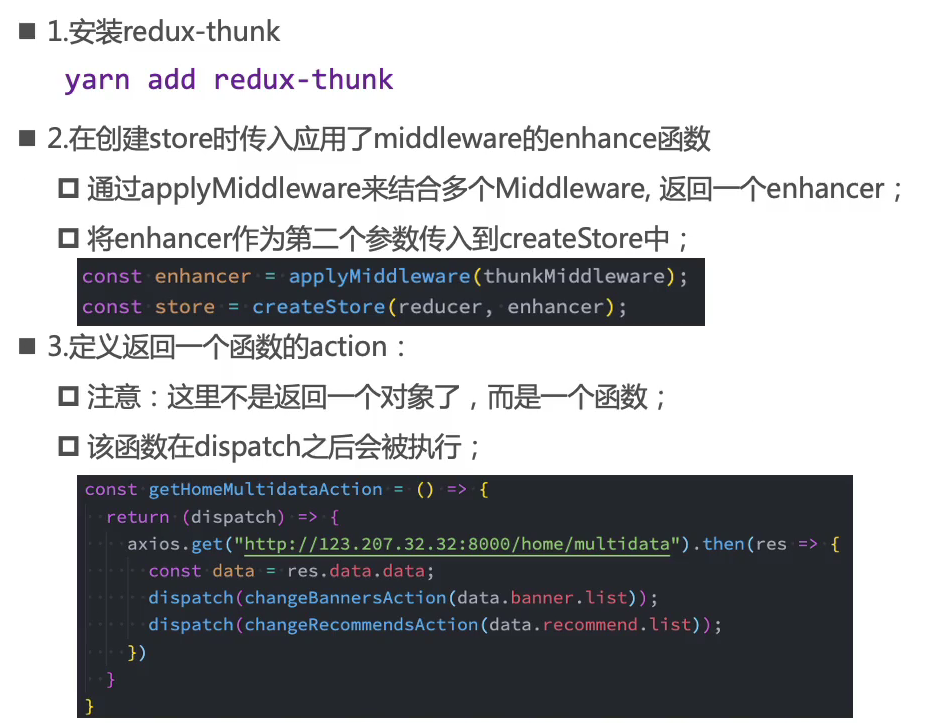 1.安装redux-thunk
yarn add redux-thunk
2.在创建store时传入应用了middleware的enhance函数
通过applyMiddleware来结合多个Middleware, 返回一个enhancer；
将enhancer作为第二个参数传入到createStore中；
const enhancer = applyMiddleware(thunkMiddleware);
const store = createStore(reducer, enhancer);
3.定义返回一个函数的action：
注意：这里不是返回一个对象了，而是一个函数；
该函数在dispatch之后会被执行；
const getHomeMultidataAction = () => {
  return (dispatch) => {
    axios.get("http://123.207.32.32:8000/home/multidata").then(res => {
      const data = res.data.data;
      dispatch(changeBannersAction(data.banner.list));
      dispatch(changeRecommendsAction(data.recommend.list));
    })
  }
}